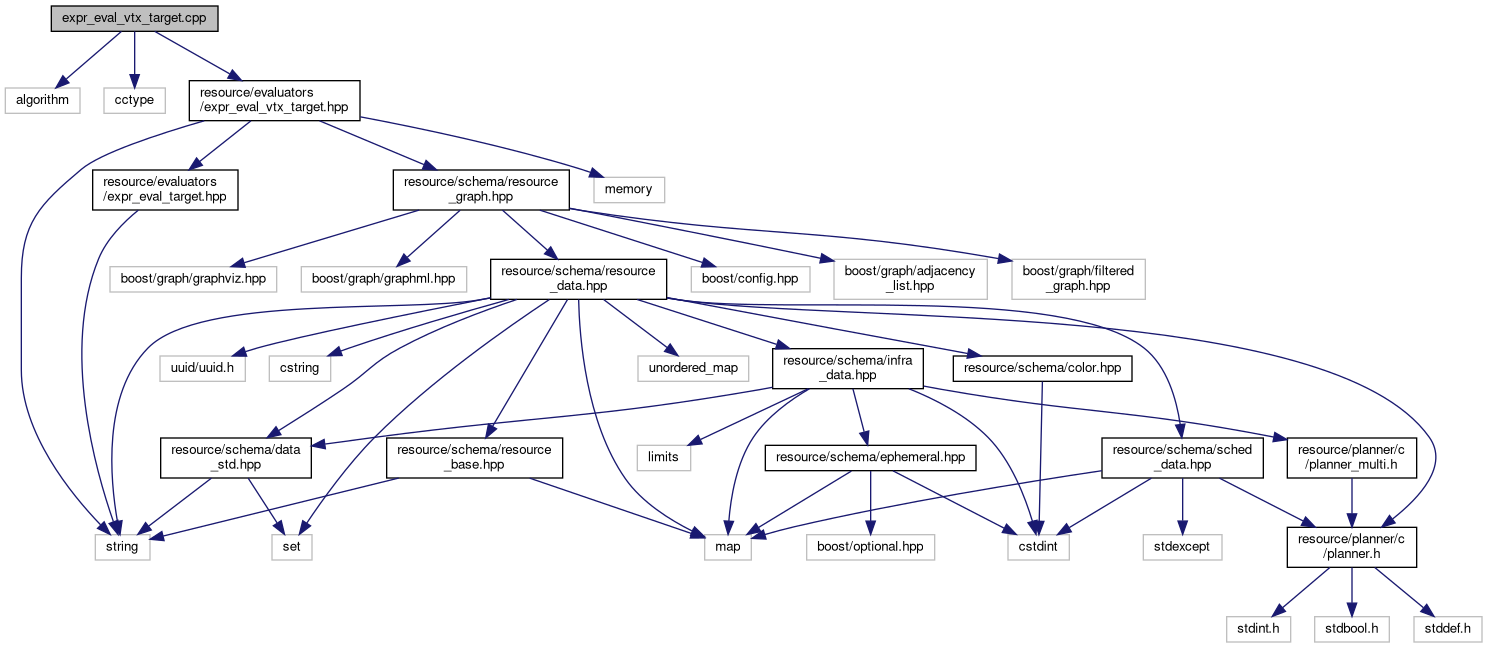 expr_eval_vtx_target.cpp
algorithm
cctype
resource/evaluators
/expr_eval_vtx_target.hpp
resource/evaluators
/expr_eval_target.hpp
resource/schema/resource
_graph.hpp
memory
boost/graph/graphviz.hpp
boost/graph/graphml.hpp
resource/schema/resource
_data.hpp
boost/config.hpp
boost/graph/adjacency
_list.hpp
boost/graph/filtered
_graph.hpp
uuid/uuid.h
cstring
unordered_map
resource/schema/infra
_data.hpp
resource/schema/color.hpp
resource/schema/data
_std.hpp
resource/schema/resource
_base.hpp
limits
resource/schema/ephemeral.hpp
resource/schema/sched
_data.hpp
resource/planner/c
/planner_multi.h
string
set
map
boost/optional.hpp
cstdint
stdexcept
resource/planner/c
/planner.h
stdint.h
stdbool.h
stddef.h